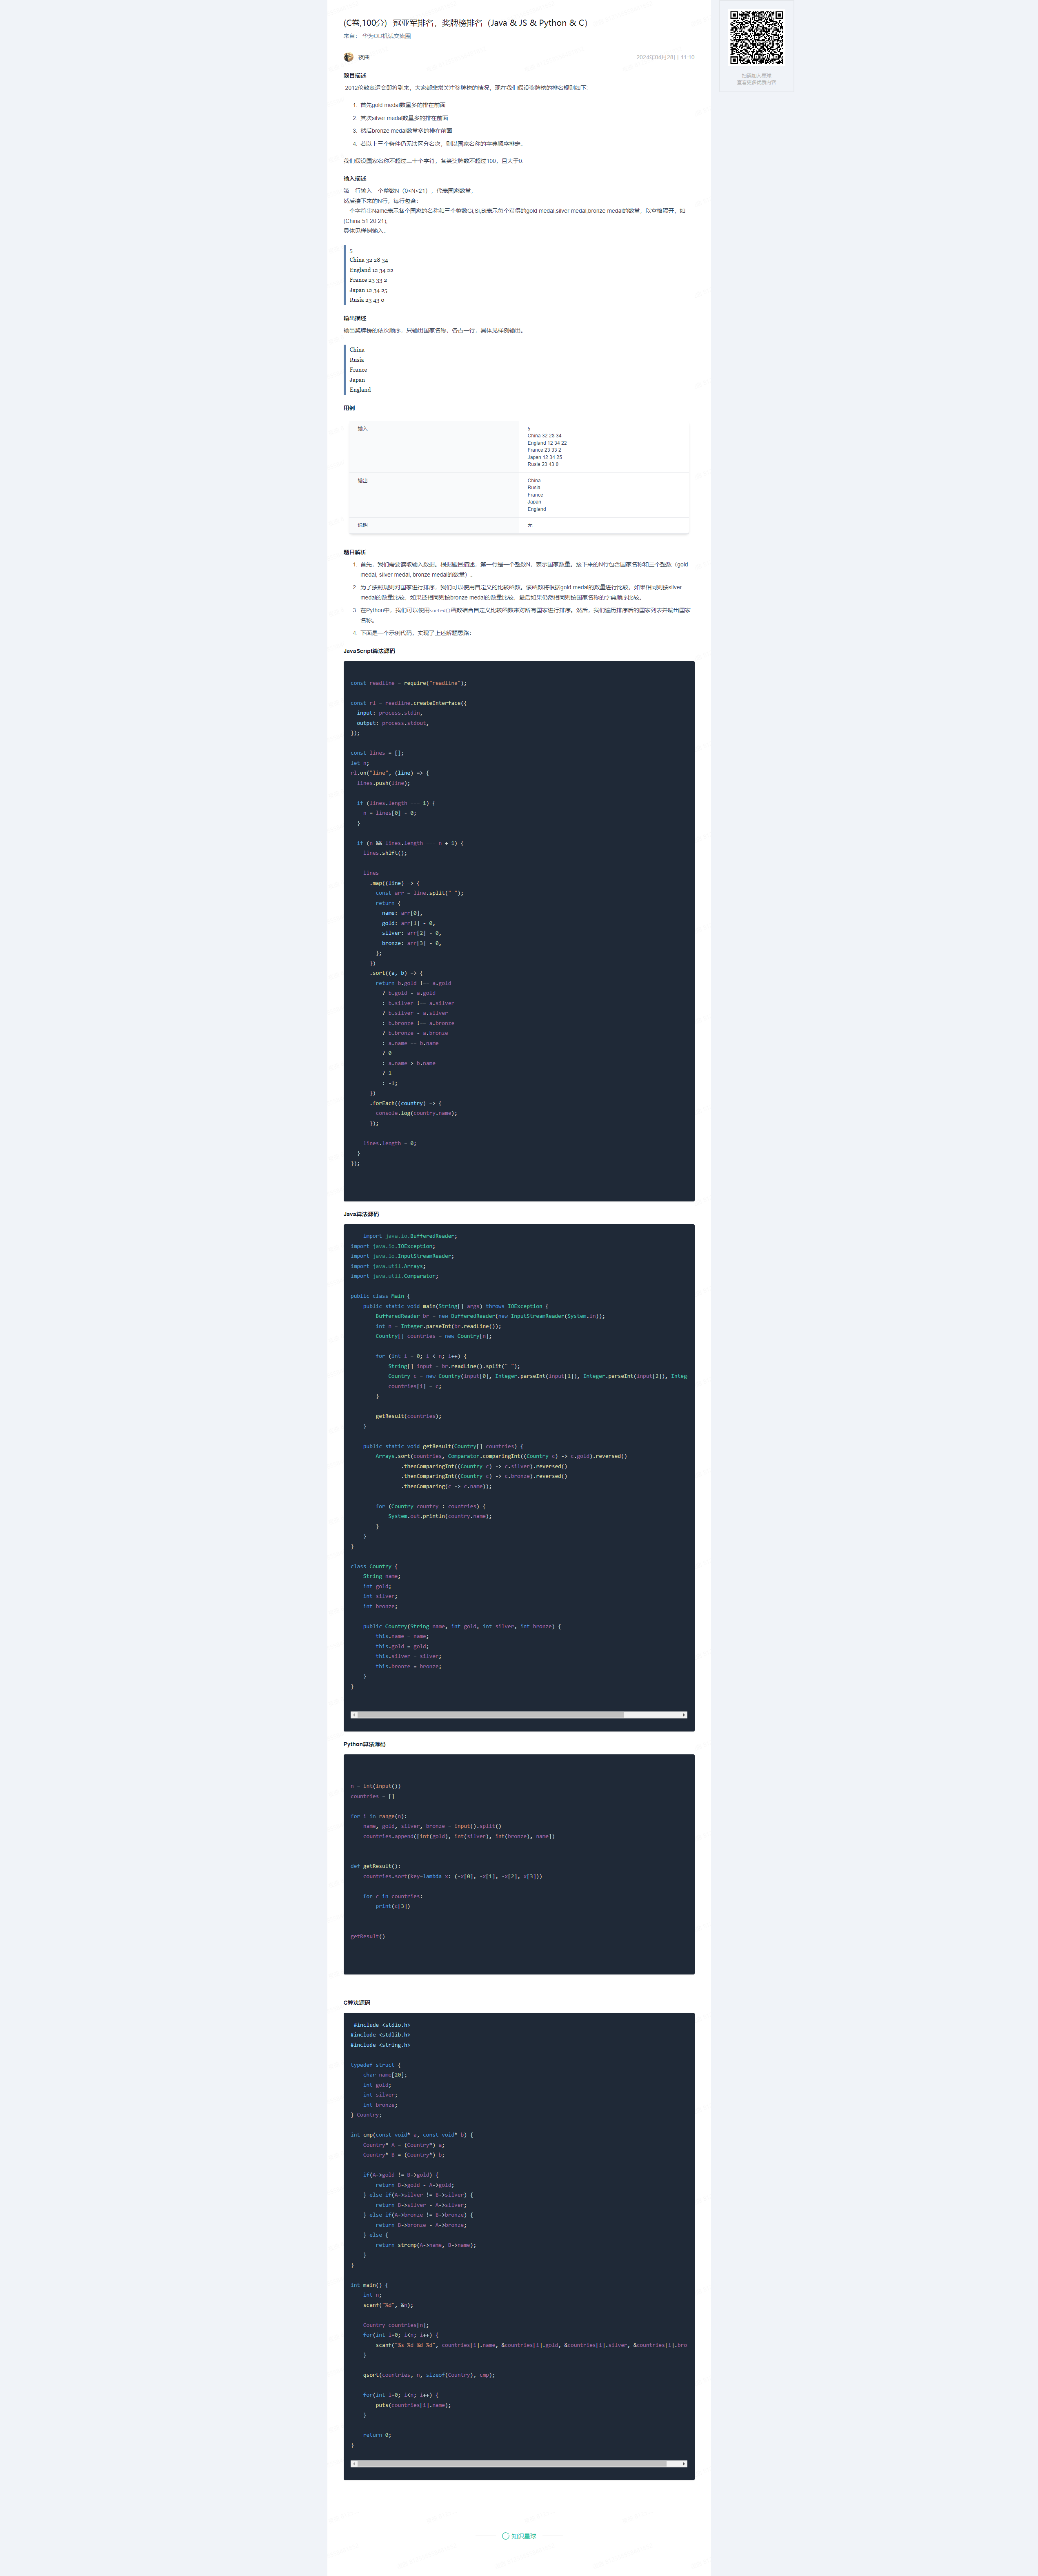 (C卷,100分)- 冠亚军排名，奖牌榜排名（Java & JS & Python & C）
来自： 华为OD机试交流圈
夜曲
2024年04月28日 11:10
扫码加入星球
查看更多优质内容
题目描述
2012伦敦奥运会即将到来，大家都非常关注奖牌榜的情况，现在我们假设奖牌榜的排名规则如下:
1. 首先gold medal数量多的排在前面
2. 其次silver medal数量多的排在前面
3. 然后bronze medal数量多的排在前面
4. 若以上三个条件仍无法区分名次，则以国家名称的字典顺序排定。
我们假设国家名称不超过二十个字符，各类奖牌数不超过100，且大于0.
输入描述
第一行输入一个整数N（0<N<21），代表国家数量。
然后接下来的N行，每行包含：
一个字符串Name表示各个国家的名称和三个整数Gi,Si,Bi表示每个获得的gold medal,silver medal,bronze medal的数量，以空格隔开，如
(China 51 20 21),
具体见样例输入。
5
China 32 28 34
England 12 34 22
France 23 33 2
Japan 12 34 25
Rusia 23 43 0
输出描述
输出奖牌榜的依次顺序，只输出国家名称，各占一行，具体见样例输出。
China
Rusia
France
Japan
England
用例
输入
5
China 32 28 34
England 12 34 22
France 23 33 2
Japan 12 34 25
Rusia 23 43 0
输出
China
Rusia
France
Japan
England
说明
无
题目解析
1. 首先，我们需要读取输入数据。根据题目描述，第一行是一个整数N，表示国家数量。接下来的N行包含国家名称和三个整数（gold
medal, silver medal, bronze medal的数量）。
2. 为了按照规则对国家进行排序，我们可以使用自定义的比较函数。该函数将根据gold medal的数量进行比较，如果相同则按silver
medal的数量比较，如果还相同则按bronze medal的数量比较，最后如果仍然相同则按国家名称的字典顺序比较。
3. 在Python中，我们可以使用sorted()函数结合自定义比较函数来对所有国家进行排序。然后，我们遍历排序后的国家列表并输出国家
名称。
4. 下面是一个示例代码，实现了上述解题思路：
JavaScript算法源码
const readline = require("readline");
const rl = readline.createInterface({
input: process.stdin,
output: process.stdout,
});
const lines = [];
let n;
rl.on("line", (line) => {
lines.push(line);
if (lines.length === 1) {
n = lines[0] - 0;
}
if (n && lines.length === n + 1) {
lines.shift();
lines
.map((line) => {
const arr = line.split(" ");
return {
name: arr[0],
gold: arr[1] - 0,
silver: arr[2] - 0,
bronze: arr[3] - 0,
};
})
.sort((a, b) => {
return b.gold !== a.gold
? b.gold - a.gold
: b.silver !== a.silver
? b.silver - a.silver
: b.bronze !== a.bronze
? b.bronze - a.bronze
: a.name == b.name
? 0
: a.name > b.name
? 1
: -1;
})
.forEach((country) => {
console.log(country.name);
});
lines.length = 0;
}
});
Java算法源码
import java.io.BufferedReader;
import java.io.IOException;
import java.io.InputStreamReader;
import java.util.Arrays;
import java.util.Comparator;
public class Main {
public static void main(String[] args) throws IOException {
BufferedReader br = new BufferedReader(new InputStreamReader(System.in));
int n = Integer.parseInt(br.readLine());
Country[] countries = new Country[n];
for (int i = 0; i < n; i++) {
String[] input = br.readLine().split(" ");
Country c = new Country(input[0], Integer.parseInt(input[1]), Integer.parseInt(input[2]), Integ
countries[i] = c;
}
getResult(countries);
}
public static void getResult(Country[] countries) {
Arrays.sort(countries, Comparator.comparingInt((Country c) -> c.gold).reversed()
.thenComparingInt((Country c) -> c.silver).reversed()
.thenComparingInt((Country c) -> c.bronze).reversed()
.thenComparing(c -> c.name));
for (Country country : countries) {
System.out.println(country.name);
}
}
}
class Country {
String name;
int gold;
int silver;
int bronze;
public Country(String name, int gold, int silver, int bronze) {
this.name = name;
this.gold = gold;
this.silver = silver;
this.bronze = bronze;
}
}
Python算法源码
n = int(input())
countries = []
for i in range(n):
name, gold, silver, bronze = input().split()
countries.append([int(gold), int(silver), int(bronze), name])
def getResult():
countries.sort(key=lambda x: (-x[0], -x[1], -x[2], x[3]))
for c in countries:
print(c[3])
getResult()
C算法源码
#include <stdio.h>
#include <stdlib.h>
#include <string.h>
typedef struct {
char name[20];
int gold;
int silver;
int bronze;
} Country;
int cmp(const void* a, const void* b) {
Country* A = (Country*) a;
Country* B = (Country*) b;
if(A->gold != B->gold) {
return B->gold - A->gold;
} else if(A->silver != B->silver) {
return B->silver - A->silver;
} else if(A->bronze != B->bronze) {
return B->bronze - A->bronze;
} else {
return strcmp(A->name, B->name);
}
}
int main() {
int n;
scanf("%d", &n);
Country countries[n];
for(int i=0; i<n; i++) {
scanf("%s %d %d %d", countries[i].name, &countries[i].gold, &countries[i].silver, &countries[i].bro
}
qsort(countries, n, sizeof(Country), cmp);
for(int i=0; i<n; i++) {
puts(countries[i].name);
}
return 0;
}
知识星球